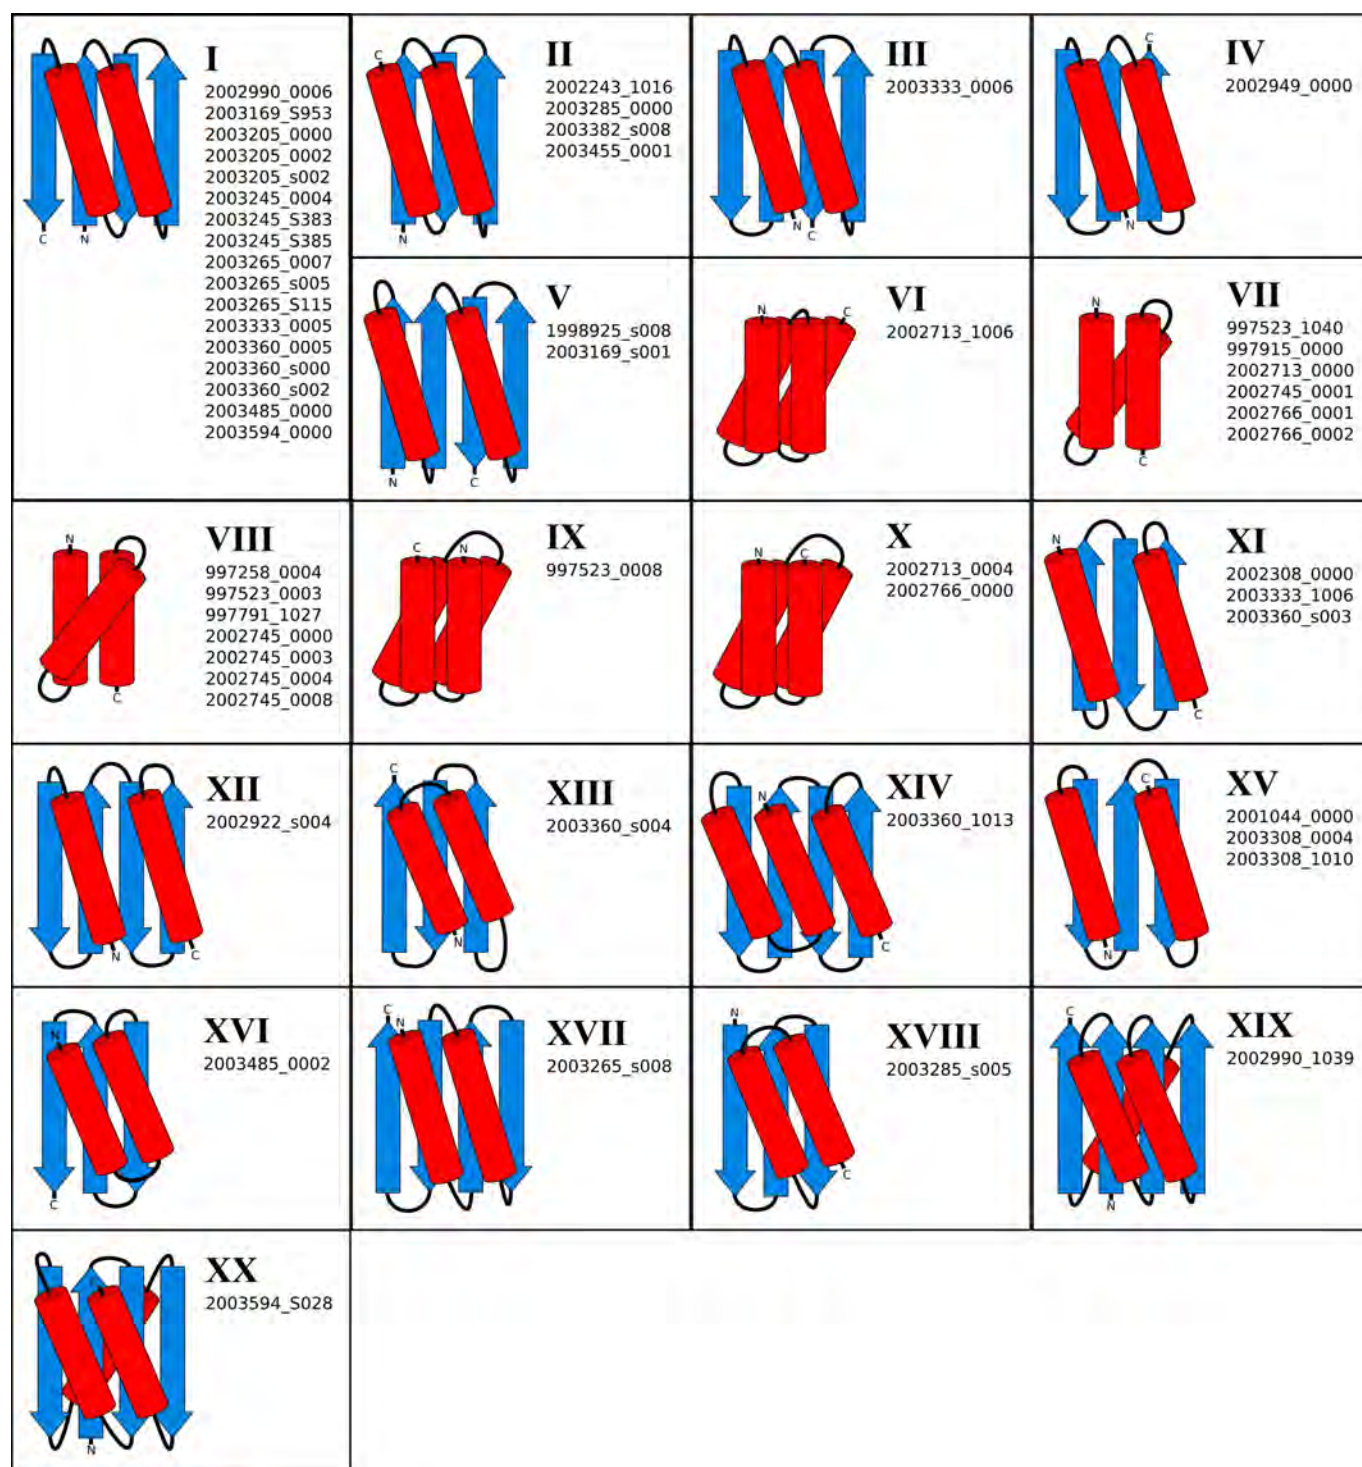 I
2002990_0006
2003169_S953
2003205_0000
2003205_0002
2003205_s002
2003245_0004
2003245_S383
2003245_S385
2003265_0007
2003265_s005
2003265_S115
2003333_0005
2003360_0005
2003360_s000
2003360_s002
2003485_0000
2003594_0000
C N
II
2002243_1016
2003285_0000
2003382_s008
2003455_0001
C
N
III
2003333_0006
N
C
IV
2002949_0000
C
N
V
1998925_s008
2003169_s001
N C
VI
2002713_1006
N C
VII
997523_1040
997915_0000
2002713_0000
2002745_0001
2002766_0001
2002766_0002
N
C
VIII
997258_0004
997523_0003
997791_1027
2002745_0000
2002745_0003
2002745_0004
2002745_0008
N
C
IX
997523_0008
C N
X
2002713_0004
2002766_0000
N C
XI
2002308_0000
2003333_1006
2003360_s003
N
C
XII
2002922_s004
N C
XIII
2003360_s004
C
N
XIV
2003360_1013
N
C
XV
2001044_0000
2003308_0004
2003308_1010
C
N
XVI
2003485_0002
N
C
XVII
2003265_s008
C N
XVIII
2003285_s005
N
C
XIX
2002990_1039
C
N
XX
2003594_S028
N